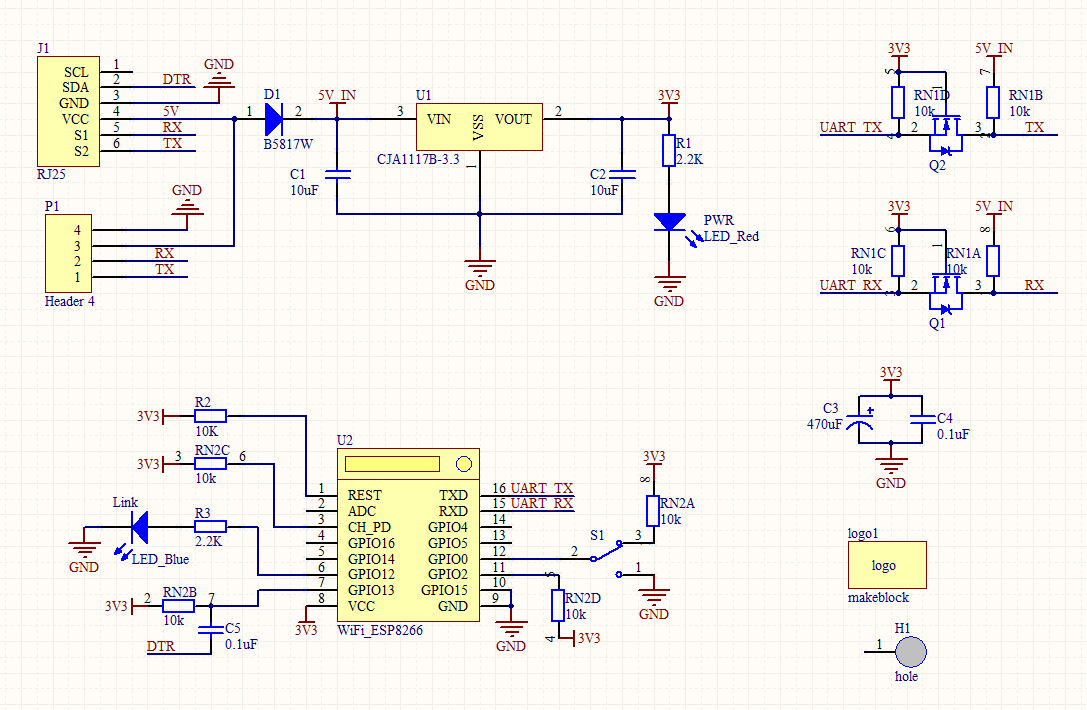 J1
SCL 1
SDA 2 DTR
GND 3
VCC 4 5V
S1 5 RX
S2 6 TX
RJ25
GND
P1
GND
4
3
2 RX
1 TX
Header 4
D1
1 2
B5817W
5V_IN
C1
10uF
U1
3 VIN VOUT 2
VSS
1
CJA1117B-3.3
GND
C2
10uF
3V3
R1
2.2K
PWR
LED_Red
GND
3V3 5V_IN
5 7
RN1D RN1B
10k 10k
1
UART_TX 2 3 TX
4 2
Q2
3V3 5V_IN
6 8
RN1C 1 RN1A
10k 10k
UART_RX 2 3 RX
3
Q1
3V3
C3 C4
470uF 0.1uF
GND
R2
3V3
10K
RN2C
3V3 3 6
10k
Link
R3
2.2K
LED_Blue
GND
RN2B
3V3 2 7
10k
C5
0.1uF
DTR
U2
1 REST TXD 16 UART_TX
2 ADC RXD 15 UART_RX
3 CH_PD GPIO4 14
4 GPIO16 GPIO5 13
5 GPIO14 GPIO0 12
6 GPIO12 GPIO2 11
7 GPIO13 GPIO15 10
8 VCC GND 9
3V3
WiFi_ESP8266
GND
3V3
8
RN2A
10k
S1
2 3
1
GND
5
RN2D
10k
4 3V3
logo1
logo
makeblock
H1
1
hole